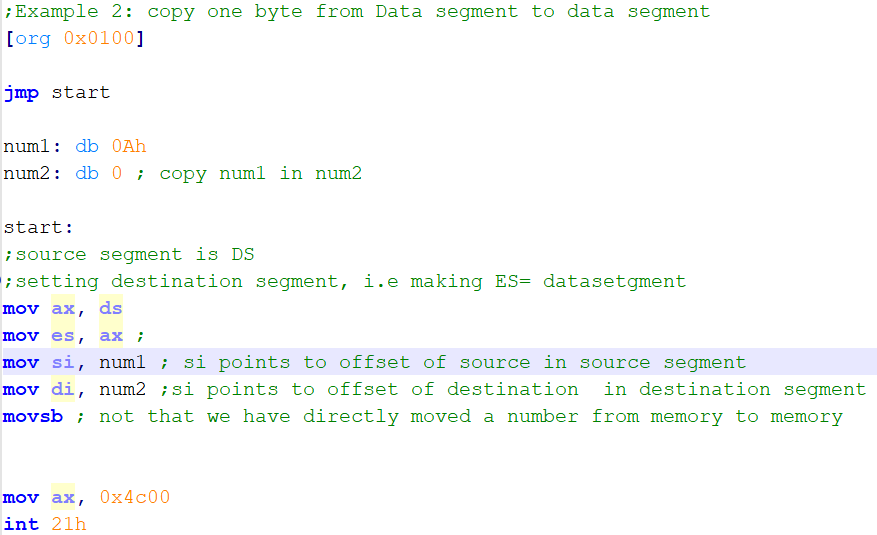 ;Example 2: copy one byte from Data segment to data segment
[org 0x0100]
jmp start
num1: db 0Ah
num2: db 0 ; copy num1 in num2
start:
;source segment is DS
;setting destination segment, i.e making ES= datasetgment
mov ax, ds
mov es, ax ;
mov si, num1 ; si points to offset of source in source segment
mov di, num2 ;si points to offset of destination  in destination segment
movsb ; not that we have directly moved a number from memory to memory
mov ax, 0x4c00
int 21h